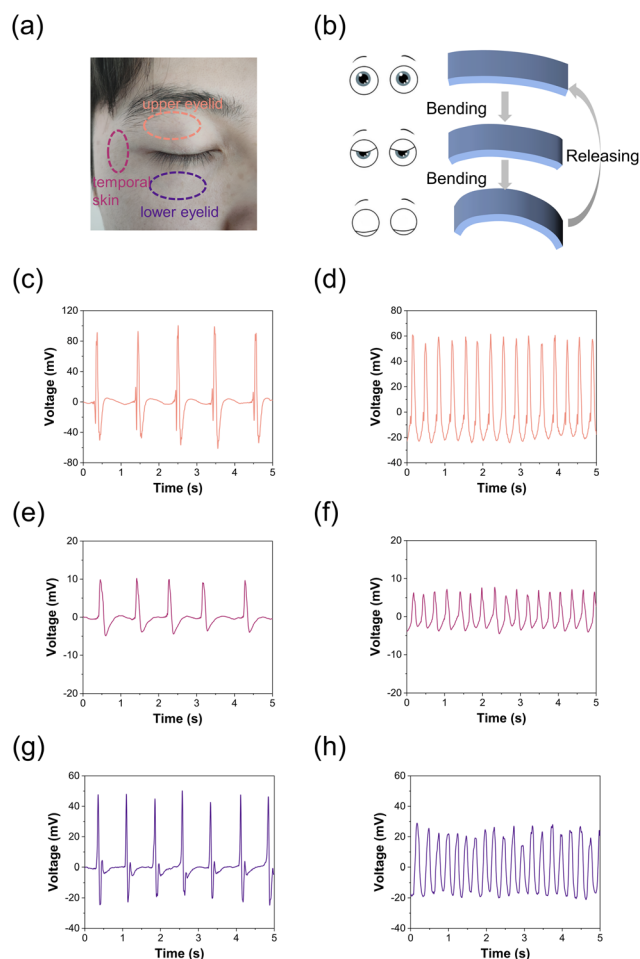 (a)
upper eyelid
temporal
skin
lower eyelid
(b)
Bending
Bending
Releasing
(c)
120
80
40
0
-40
-80
Voltage (mV)
0 1 2 3 4 5
Time (s)
(d)
80
60
40
20
0
-20
-40
Voltage (mV)
0 1 2 3 4 5
Time (s)
(e)
20
10
0
-10
-20
Voltage (mV)
0 1 2 3 4 5
Time (s)
(f)
20
10
0
-10
20
Voltage (mV)
0 1 2 3 4 5
Time (s)
(g)
60
40
20
0
-20
-40
Voltage (mV)
0 1 2 3 4 5
Time (s)
(h)
60
40
20
0
-20
-40
Voltage (mV)
0 1 2 3 4 5
Time (s)